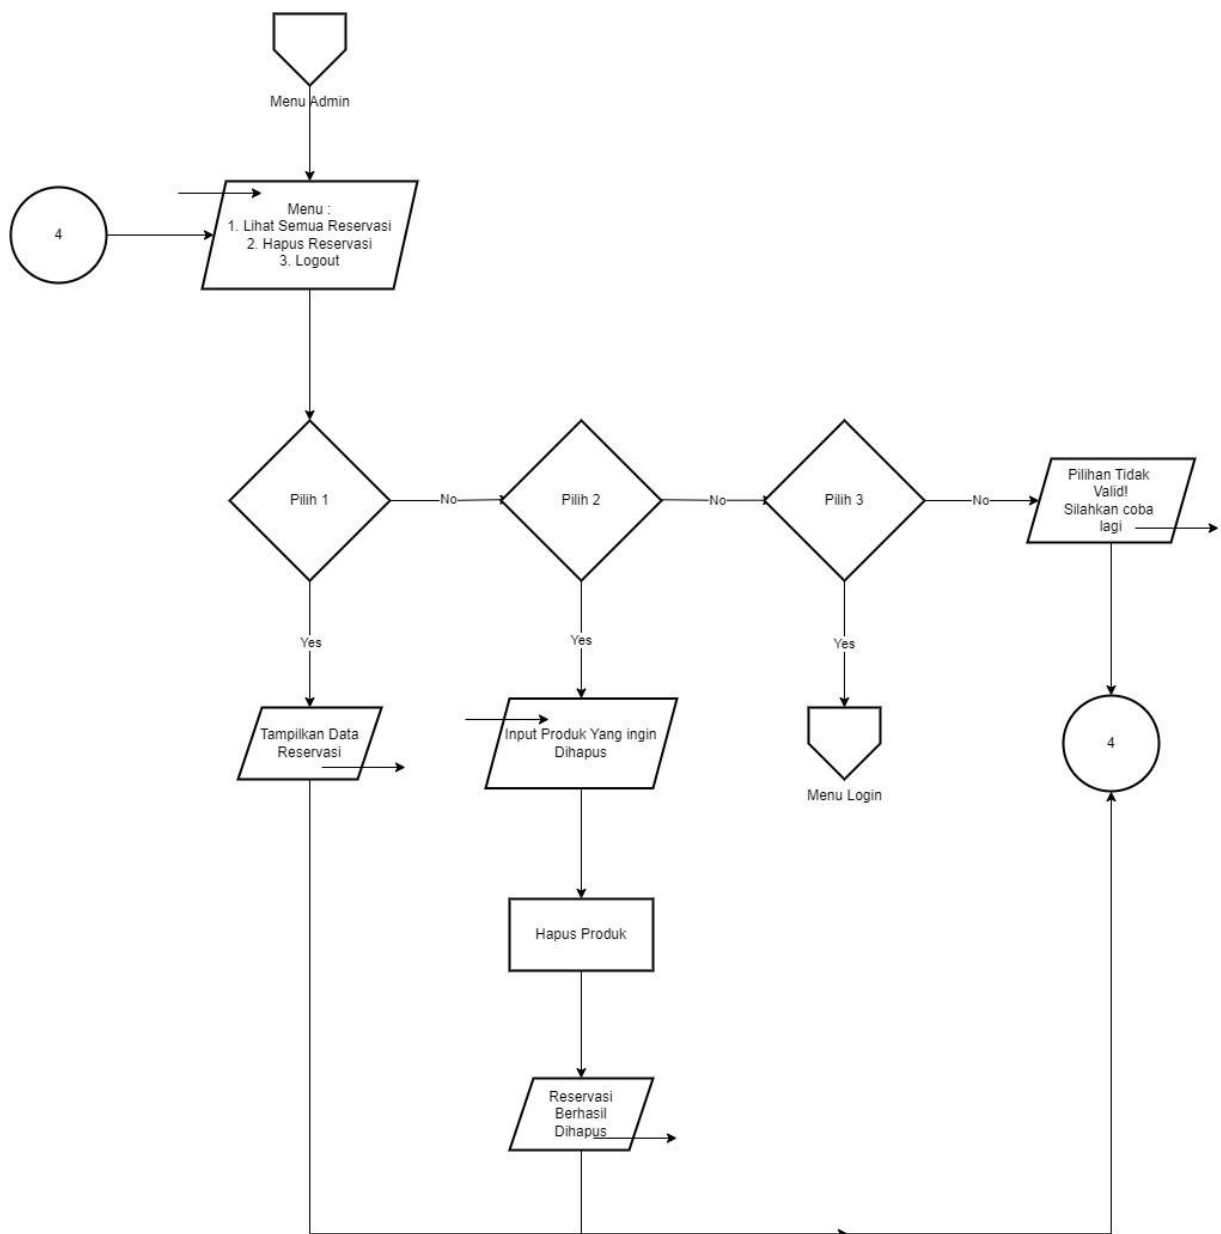 Menu Admin
Menu :
1. Lihat Semua Reservasi
2. Hapus Reservasi
3. Logout
4
Pilih 1
No
Pilih 2
No
Pilih 3
No
Pilihan Tidak
Valid!
Silahkan coba
lagi
Yes
Yes
Yes
Tampilkan Data
Reservasi
Input Produk Yang ingin
Dihapus
Menu Login
4
Hapus Produk
Reservasi
Berhasil
Dihapus